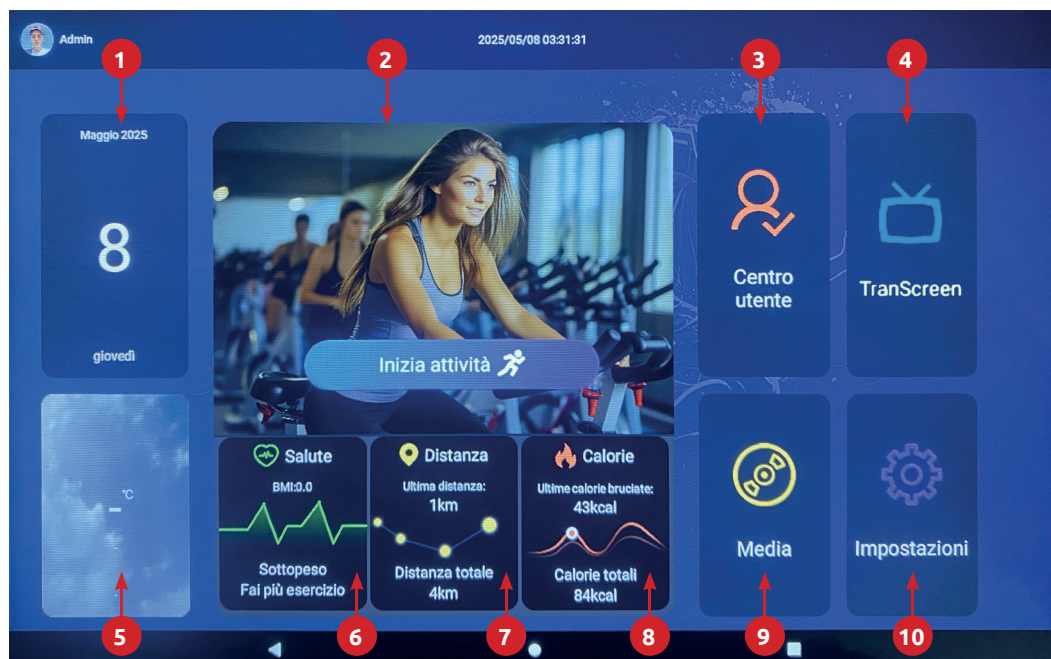 Admin
2025/05/08 03:31:31
1
2
3
4
Maggio 2025
8
giovedì
Inizia attività
Centro
utente
TranScreen
°C
Salute
BMI:0.0
Sottopeso
Fai più esercizio
Distanza
Ultima distanza:
1km
Distanza totale
4km
Calorie
Ultime calorie bruciate:
43kcal
Calorie totali
84kcal
Media
Impostazioni
5
6
7
8
9
10